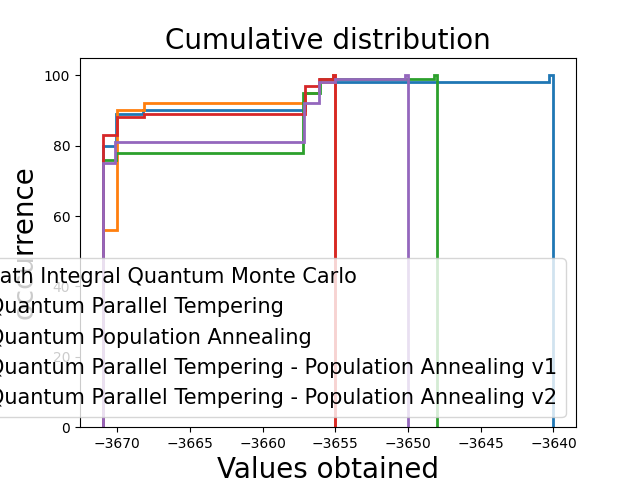 Cumulative distribution
100
80
60
40
20
0
occurrence
ath Integral Quantum Monte Carlo
Quantum Parallel Tempering
Quantum Population Annealing
Quantum Parallel Tempering - Population Annealing v1
Quantum Parallel Tempering - Population Annealing v2
−3670 −3665 −3660 −3655 −3650 −3645 −3640
Values obtained